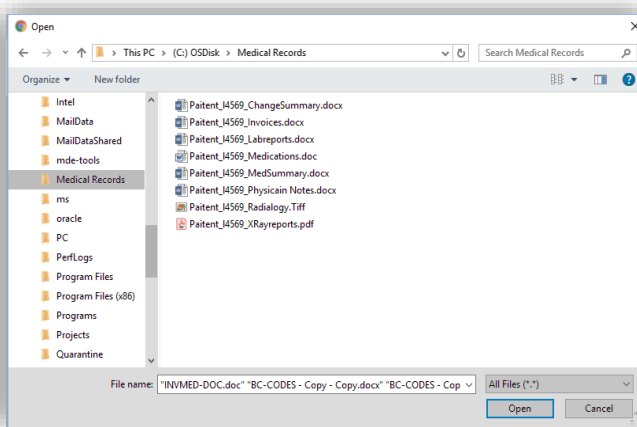 Open
This PC > (C:) OSDisk > Medical Records
Search Medical Records
Organize
New folder
Intel
MailData
MailDataShared
mde-tools
Medical Records
ms
oracle
PC
PerfLogs
Program Files
Program Files (x86)
Programs
Projects
Quarantine
Paitent_I4569_ChangeSummary.docx
Paitent_I4569_Invoices.docx
Paitent_I4569_Labreports.docx
Paitent_I4569_Medications.doc
Paitent_I4569_MedSummary.docx
Paitent_I4569_Physicain Notes.docx
Paitent_I4569_Radialogy.Tiff
Paitent_I4569_XRayreports.pdf
File name: "INVMED-DOC.doc" "BC-CODES - Copy - Copy.docx" "BC-CODES - Cop
All Files (*.*)
Open
Cancel